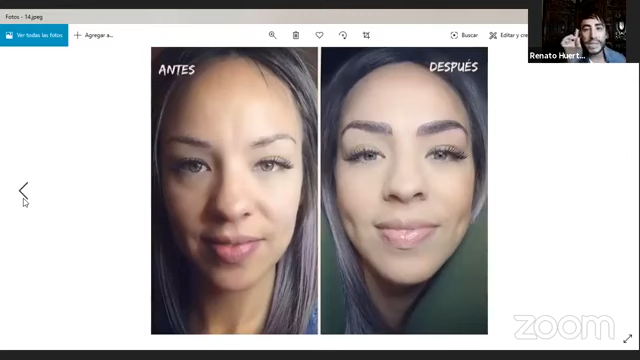 Fotos - 14.jpeg
Ver todas las fotos
Agregar a...
Buscar
Editar y cre
ANTES
DESPUÉS
Renato Huert...
zoom